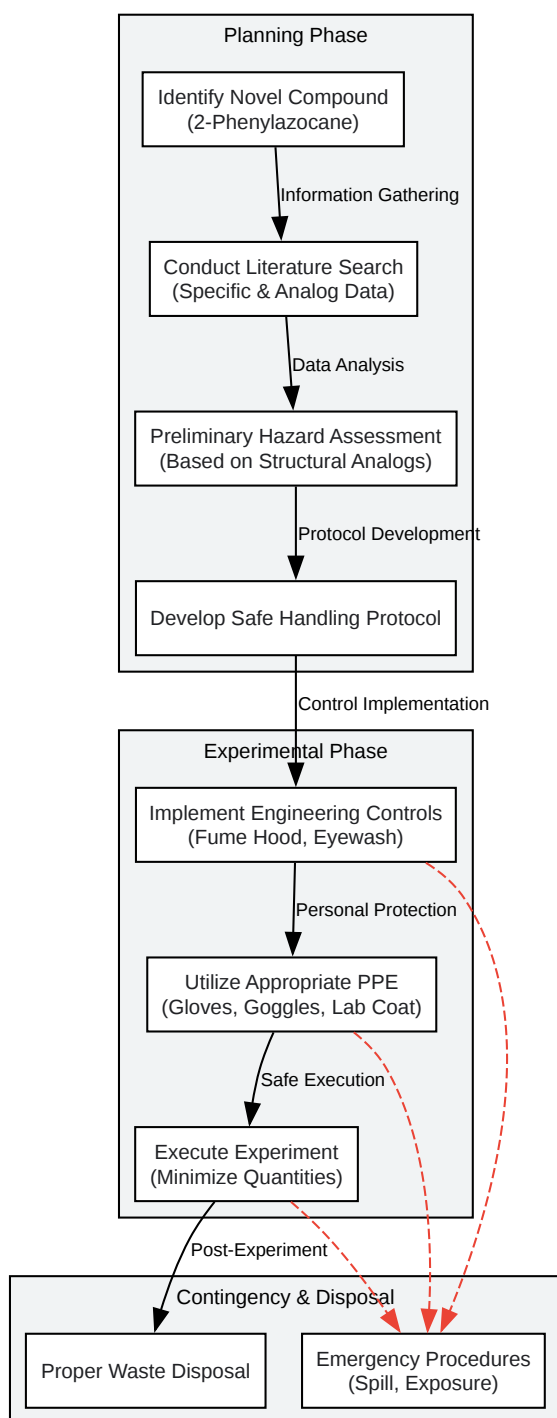 Planning Phase
Identify Novel Compound
(2-Phenylazocane)
Information Gathering
Conduct Literature Search
(Specific & Analog Data)
Data Analysis
Preliminary Hazard Assessment
(Based on Structural Analogs)
Protocol Development
Develop Safe Handling Protocol
Control Implementation
Experimental Phase
Implement Engineering Controls
(Fume Hood, Eyewash)
Personal Protection
Utilize Appropriate PPE
(Gloves, Goggles, Lab Coat)
Safe Execution
Execute Experiment
(Minimize Quantities)
Post-Experiment
Contingency & Disposal
Proper Waste Disposal
Emergency Procedures
(Spill, Exposure)